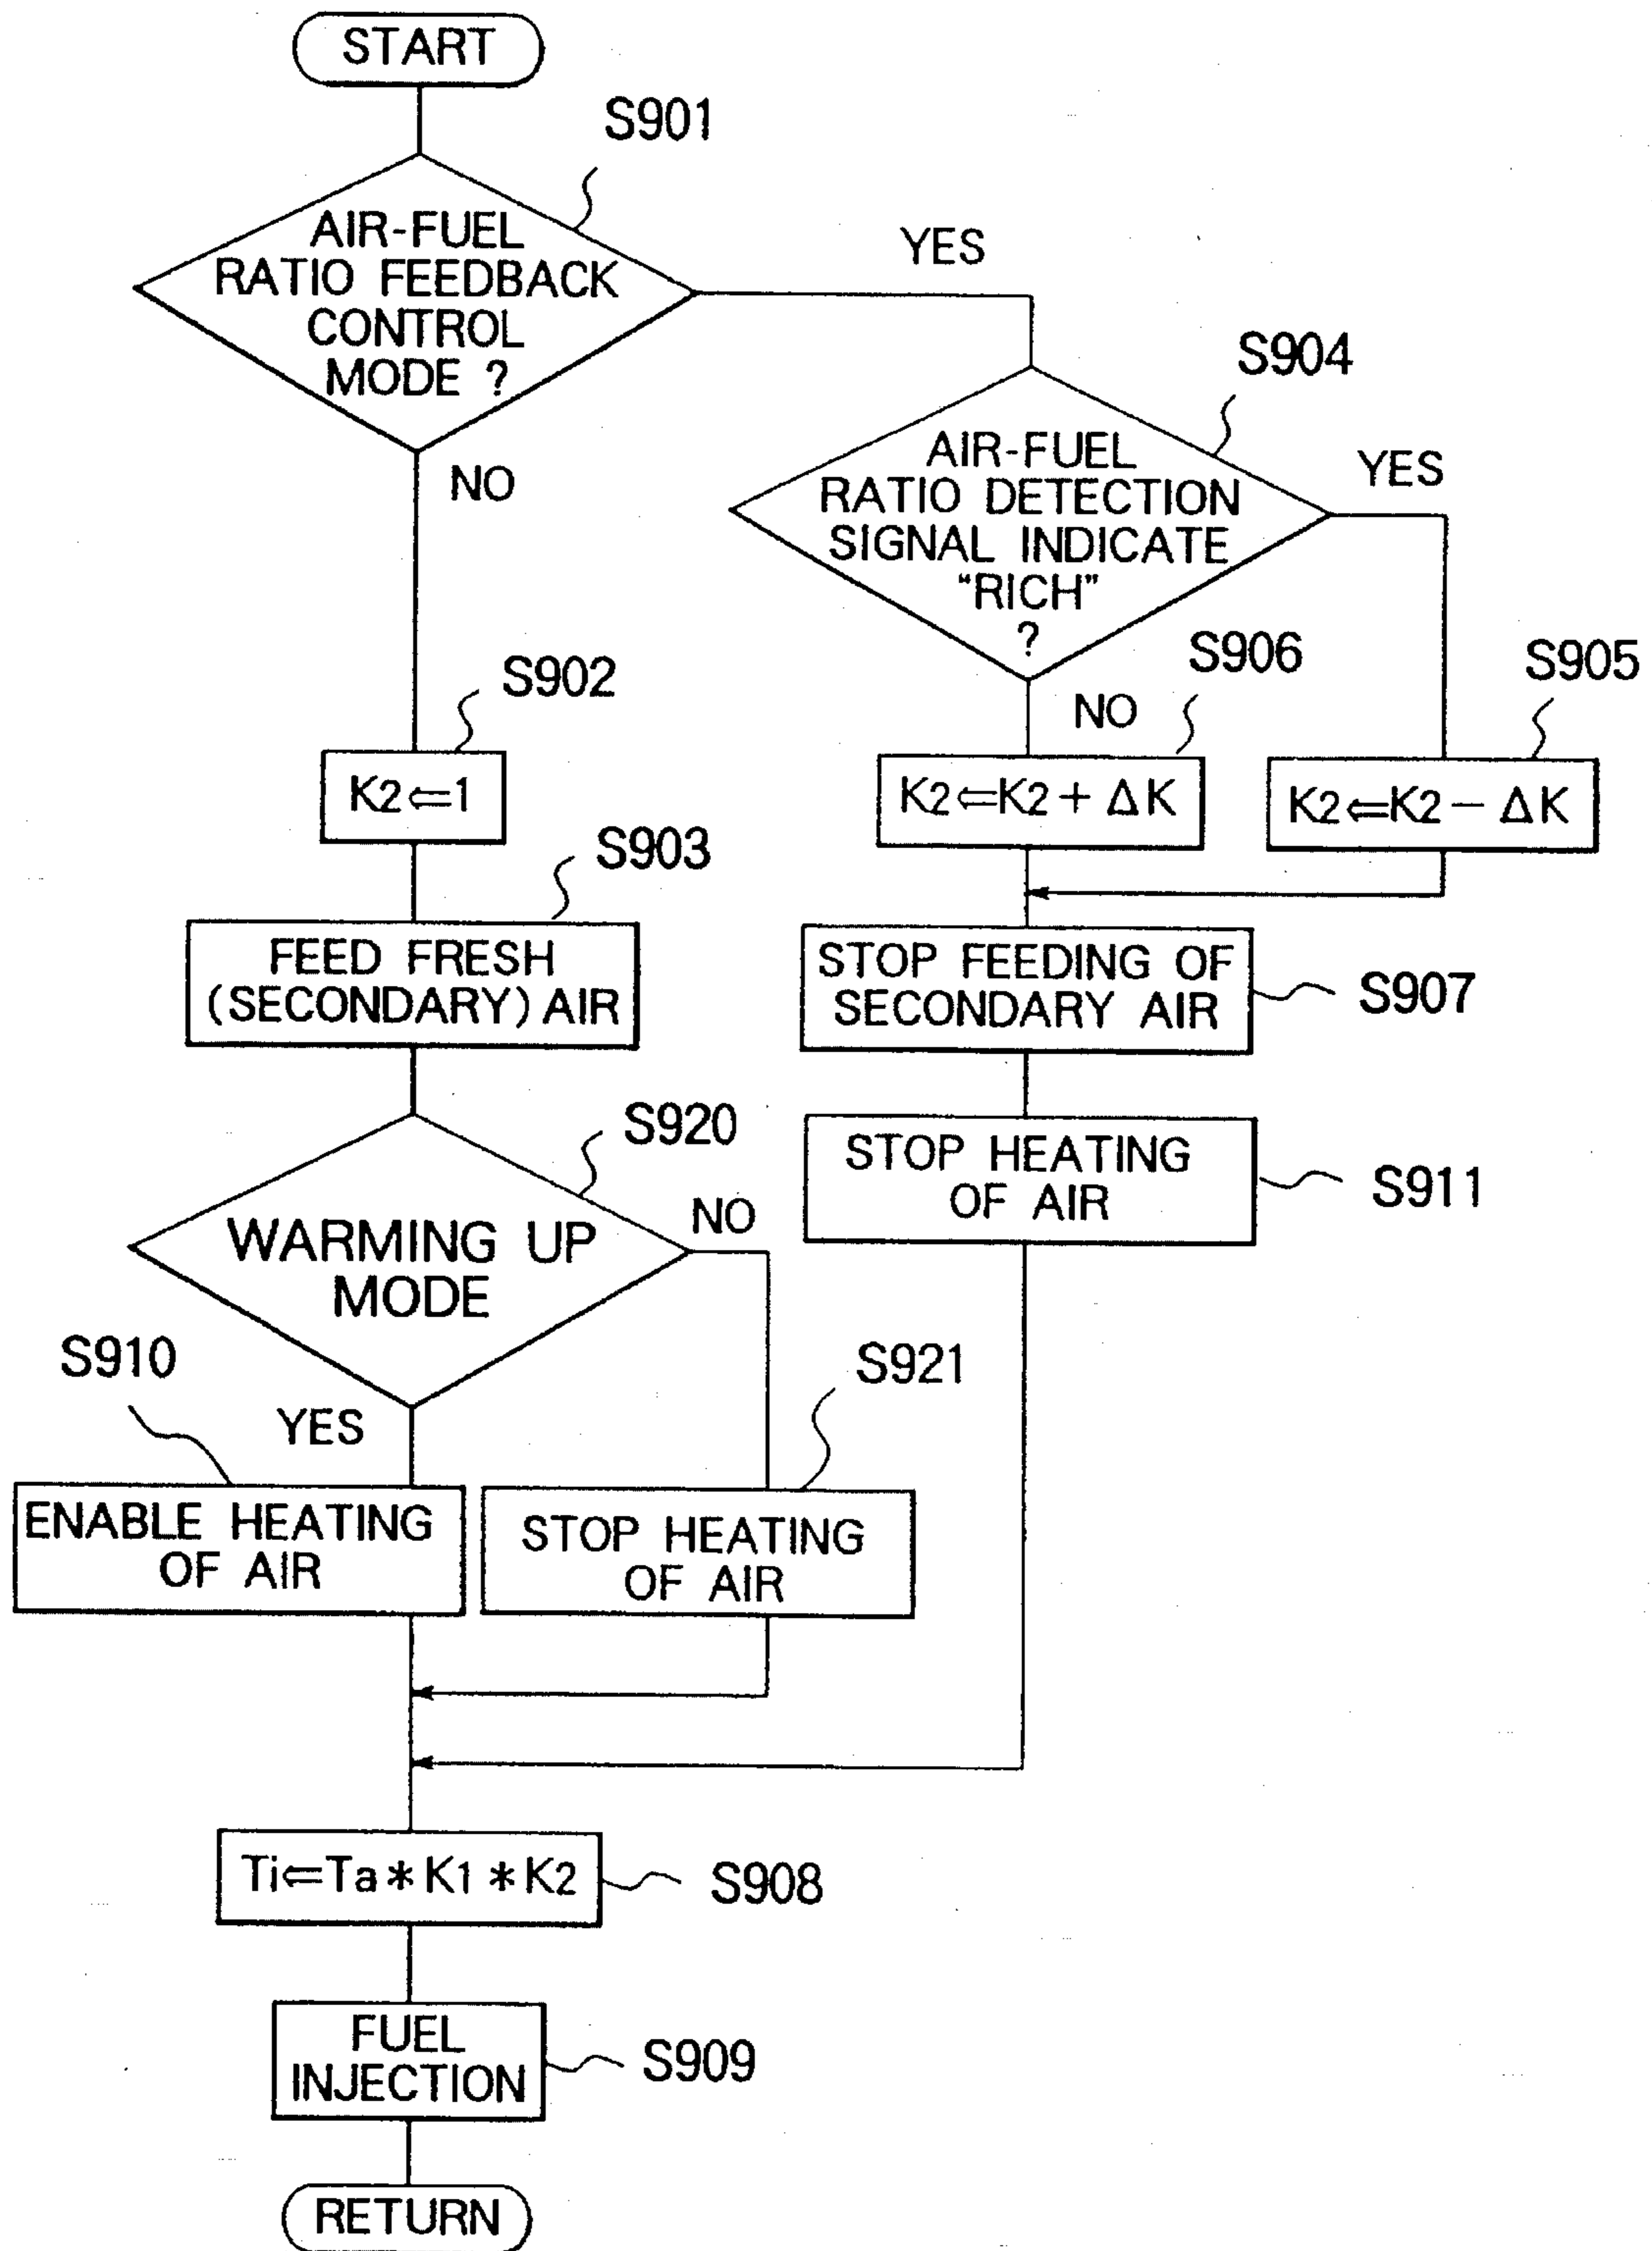 START
S901
AIR-FUEL
RATIO FEEDBACK
CONTROL
MODE ?
YES
NO
S904
AIR-FUEL
RATIO DETECTION
SIGNAL INDICATE
“RICH”
?
YES
NO
S902
K2⇐1
S906
K2⇐K2 + ΔK
S905
K2⇐K2 − ΔK
S903
FEED FRESH
(SECONDARY) AIR
STOP FEEDING OF
SECONDARY AIR
S907
S920
WARMING UP
MODE
NO
YES
STOP HEATING
OF AIR
S911
S910
ENABLE HEATING
OF AIR
S921
STOP HEATING
OF AIR
Ti⇐Ta * K1 * K2
S908
FUEL
INJECTION
S909
RETURN